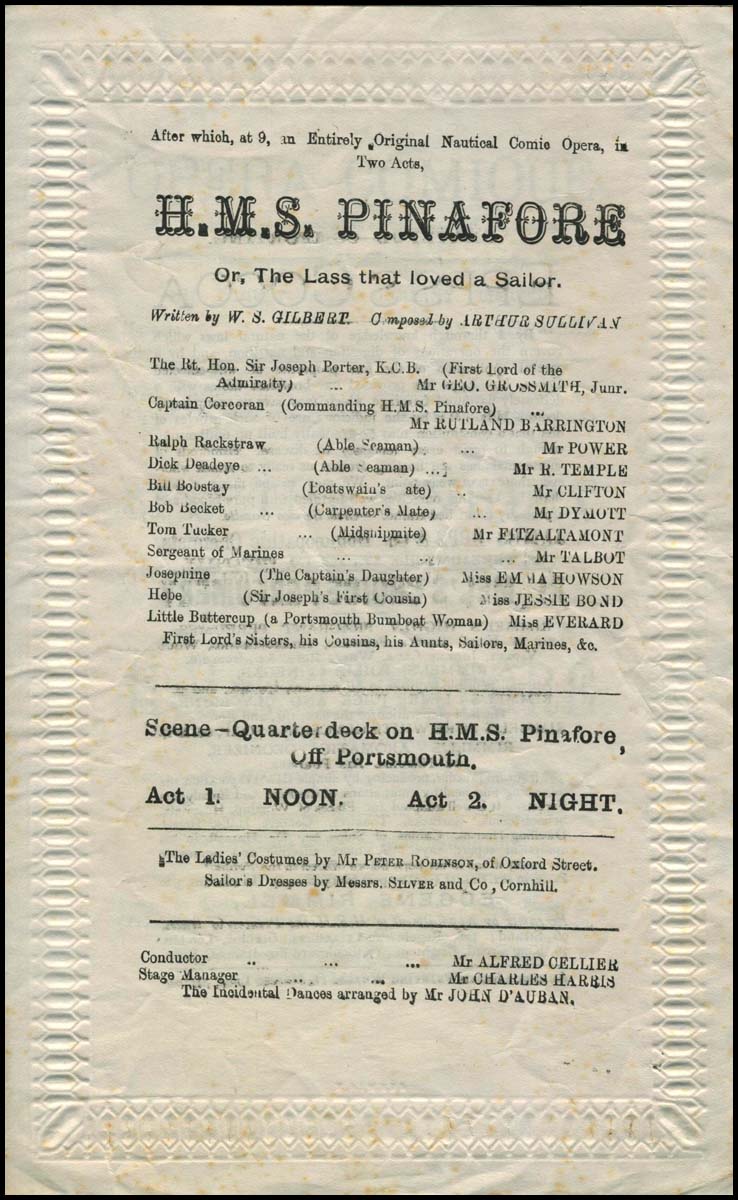 After which, at 9, an Entirely Original Nautical Comic Opera, in
Two Acts,
H.M.S. PINAFORE
Or, The Lass that loved a Sailor.
Written by W. S. GILBERT. Composed by ARTHUR SULLIVAN
The Rt. Hon. Sir Joseph Porter, K.C.B. (First Lord of the
Admiralty) ... Mr GEO. GROSSMITH, Junr.
Captain Corcoran (Commanding H.M.S. Pinafore) ...
Mr RUTLAND BARRINGTON
Ralph Rackstraw (Able Seaman) ... Mr POWER
Dick Deadeye ... (Able Seaman) ... Mr R. TEMPLE
Bill Bobstay (Boatswain's ate) .. Mr CLIFTON
Bob Becket ... (Carpenter's Mate) ... Mr DYMOTT
Tom Tucker ... (Midshipmite) Mr FITZALTAMONT
Sergeant of Marines ... ... ... Mr TALBOT
Josephine (The Captain's Daughter) Miss EMMA HOWSON
Hebe (Sir Joseph's First Cousin) Miss JESSIE BOND
Little Buttercup (a Portsmouth Bumboat Woman) Miss EVERARD
First Lord's Sisters, his Cousins, his Aunts, Sailors, Marines, &c.
Scene—Quarterdeck on H.M.S. Pinafore,
Off Portsmouth.
Act 1. NOON. Act 2. NIGHT.
The Ladies' Costumes by Mr PETER ROBINSON, of Oxford Street.
Sailor's Dresses by Messrs. SILVER and Co, Cornhill.
Conductor .. ... ... Mr ALFRED CELLIER
Stage Manager ... ... Mr CHARLES HARRIS
The Incidental Dances arranged by Mr JOHN D'AUBAN.